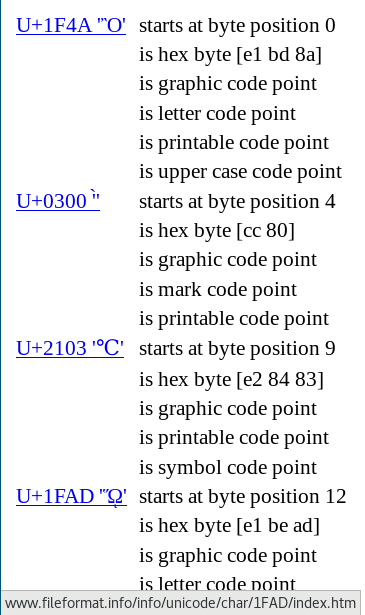 U+1F4A 'Ὂ' starts at byte position 0
is hex byte [e1 bd 8a]
is graphic code point
is letter code point
is printable code point
is upper case code point
U+0300 '̀' starts at byte position 4
is hex byte [cc 80]
is graphic code point
is mark code point
is printable code point
U+2103 '℃' starts at byte position 9
is hex byte [e2 84 83]
is graphic code point
is printable code point
is symbol code point
U+1FAD 'ᾭ' starts at byte position 12
is hex byte [e1 be ad]
is graphic code point
is letter code point
www.fileformat.info/info/unicode/char/1FAD/index.htm